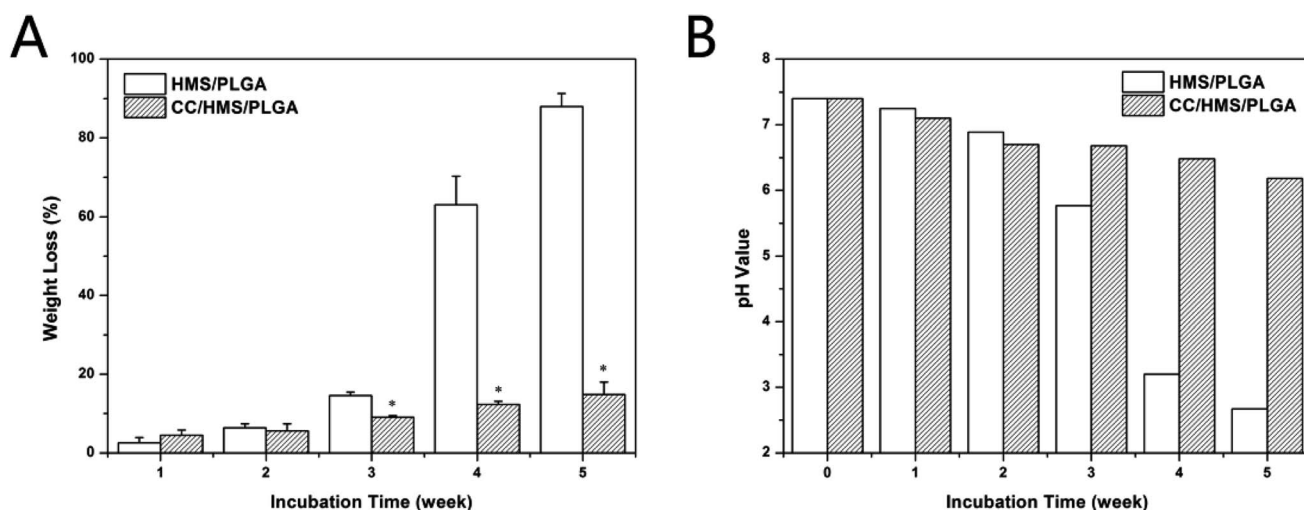 A
Weight Loss (%)
100
80
60
40
20
0
HMS/PLGA
CC/HMS/PLGA
*
*
*
1 2 3 4 5
Incubation Time (week)
B
pH Value
8
7
6
5
4
3
2
HMS/PLGA
CC/HMS/PLGA
0 1 2 3 4 5
Incubation Time (week)